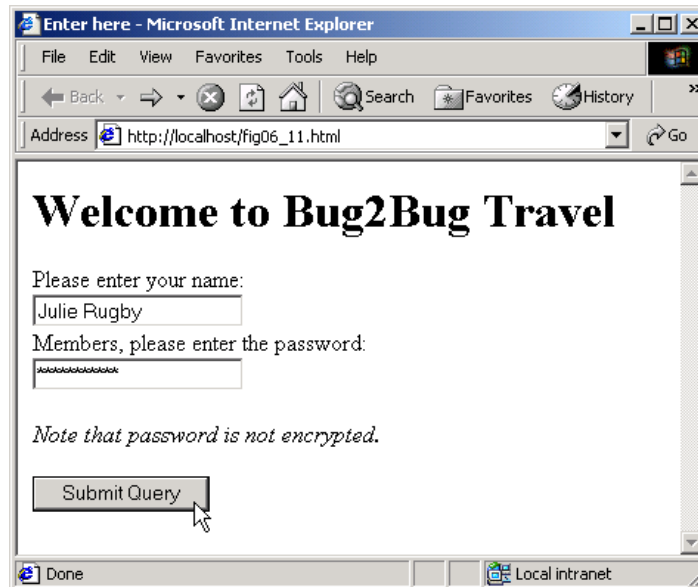 Enter here - Microsoft Internet Explorer
File Edit View Favorites Tools Help
Back Search Favorites History »
Address http://localhost/fig06_11.html Go
Welcome to Bug2Bug Travel
Please enter your name:
Julie Rugby
Members, please enter the password:
************
Note that password is not encrypted.
Submit Query
Done Local intranet